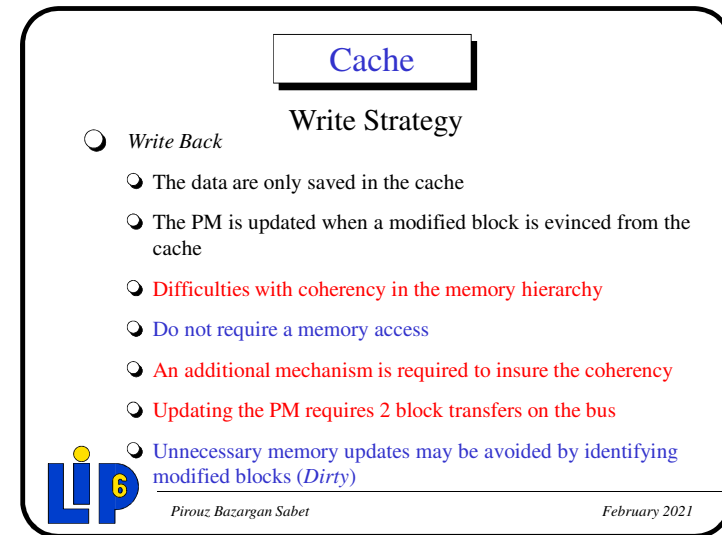 Cache
Write Strategy
Write Back
The data are only saved in the cache
The PM is updated when a modified block is evinced from the
cache
Difficulties with coherency in the memory hierarchy
Do not require a memory access
An additional mechanism is required to insure the coherency
Updating the PM requires 2 block transfers on the bus
Unnecessary memory updates may be avoided by identifying
modified blocks (Dirty)
LIP6
Pirouz Bazargan Sabet
February 2021